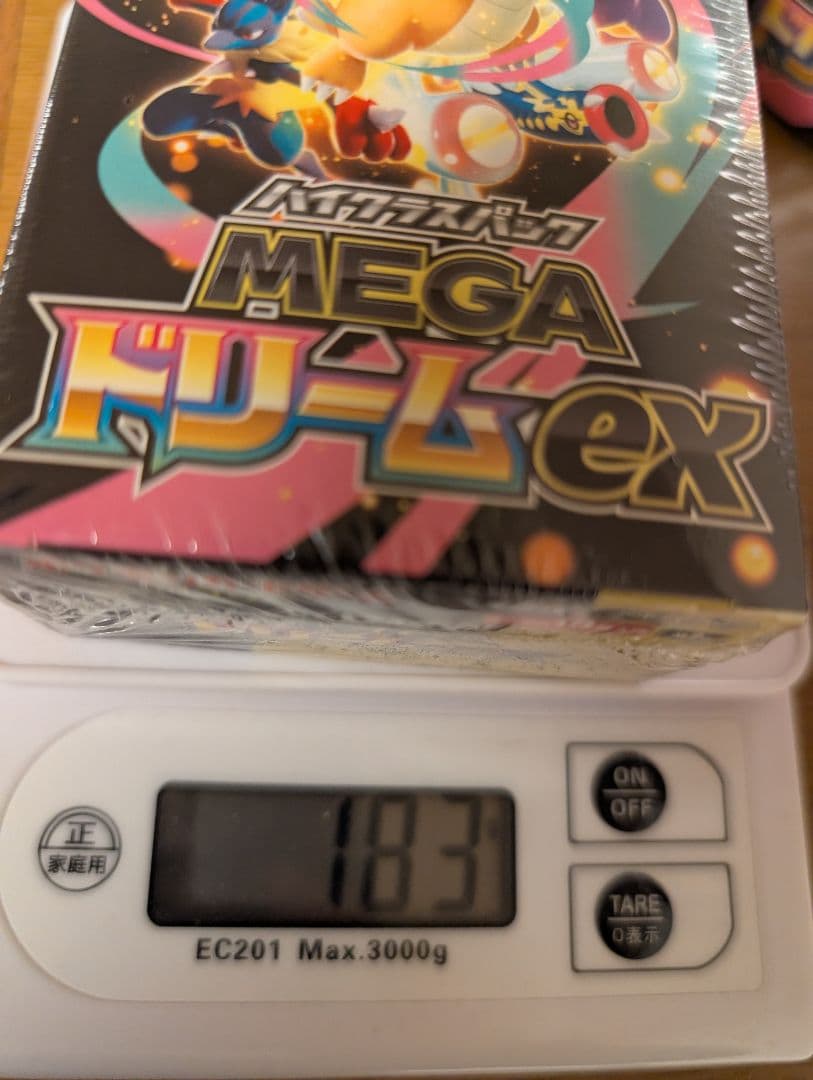 ハイクラスパック
MEGA
ドリームex
183
正
家庭用
ON
OFF
TARE
0表示
EC201 Max.3000g